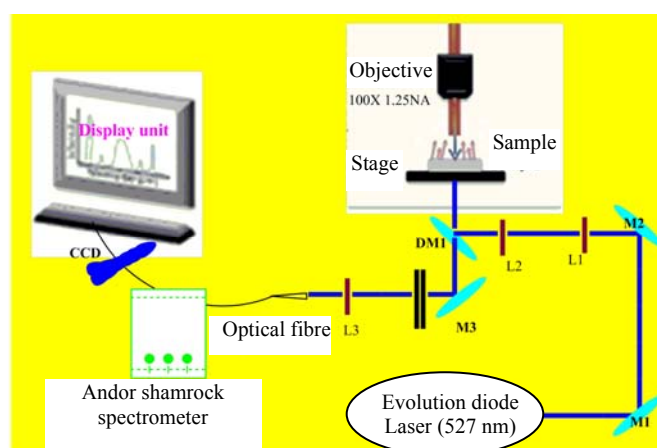 Objective
100X 1.25NA
Sample
Stage
Display unit
CCD
DM1
L2
L1
M2
L3
M3
Optical fibre
Andor shamrock
spectrometer
Evolution diode
Laser (527 nm)
M1